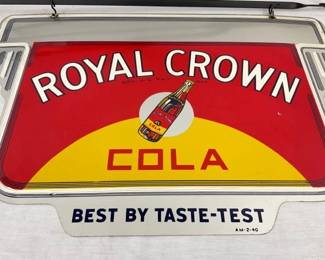 ROYAL CROWN
COLA
BEST BY TASTE-TEST
AM-2-40